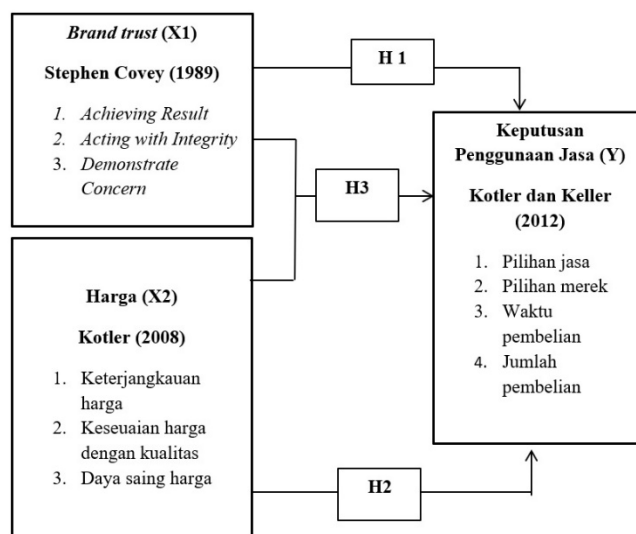 Brand trust (X1)
Stephen Covey (1989)
1. Achieving Result
2. Acting with Integrity
3. Demonstrate
Concern
H 1
H3
Keputusan
Penggunaan Jasa (Y)
Kotler dan Keller
(2012)
1. Pilihan jasa
2. Pilihan merek
3. Waktu
pembelian
4. Jumlah
pembelian
Harga (X2)
Kotler (2008)
1. Keterjangkauan
harga
2. Keseuaian harga
dengan kualitas
3. Daya saing harga
H2